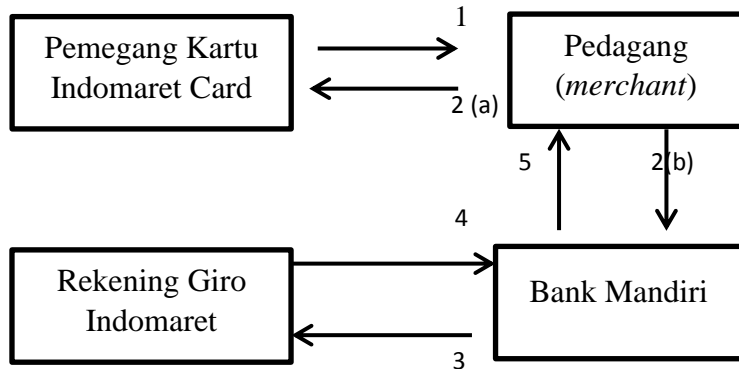 1
Pemegang Kartu
Indomaret Card
Pedagang
(merchant)
2 (a)
5
2(b)
4
Rekening Giro
Indomaret
Bank Mandiri
3